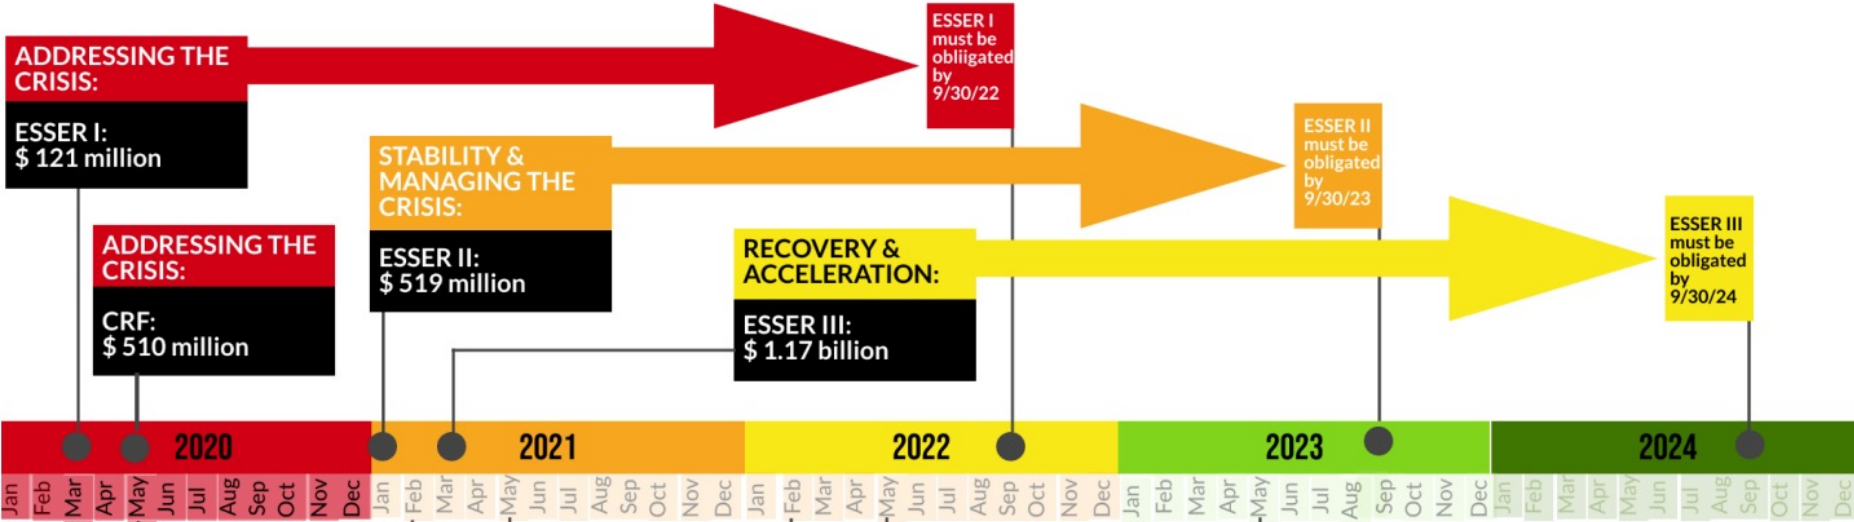 ADDRESSING THE
CRISIS:
ESSER I:
$ 121 million
ESSER I
must be
obliigated
by
9/30/22
ADDRESSING THE
CRISIS:
CRF:
$ 510 million
STABILITY &
MANAGING THE
CRISIS:
ESSER II:
$ 519 million
ESSER II
must be
obligated
by
9/30/23
RECOVERY &
ACCELERATION:
ESSER III:
$ 1.17 billion
ESSER III
must be
obligated
by
9/30/24
2020 2021 2022 2023 2024
Jan Feb Mar Apr May Jun Jul Aug Sep Oct Nov Dec Jan Feb Mar Apr May Jun Jul Aug Sep Oct Nov Dec Jan Feb Mar Apr May Jun Jul Aug Sep Oct Nov Dec Jan Feb Mar Apr May Jun Jul Aug Sep Oct Nov Dec Jan Feb Mar Apr May Jun Jul Aug Sep Oct Nov Dec